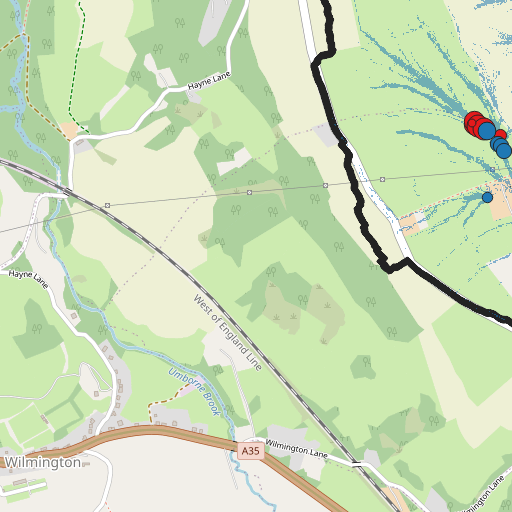 Hayne Lane
Hayne Lane
West of England Line
Umborne Brook
A35
Wilmington Lane
Wilmington
Wilmington Lane